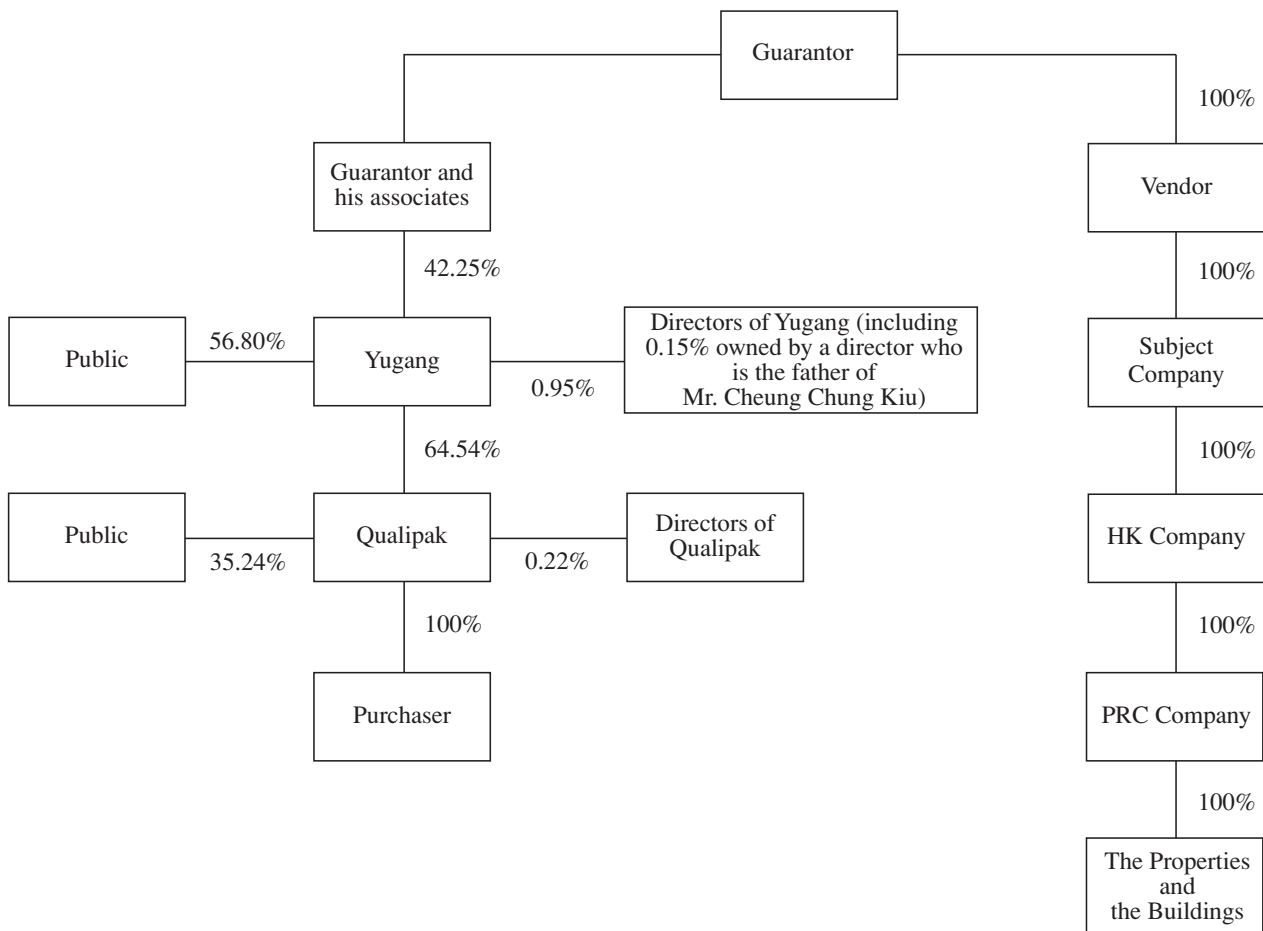 Guarantor
100%
Guarantor and
his associates
Vendor
42.25%
100%
Public
56.80%
Yugang
0.95%
Directors of Yugang (including
0.15% owned by a director who
is the father of
Mr. Cheung Chung Kiu)
Subject
Company
64.54%
100%
Public
35.24%
Qualipak
0.22%
Directors of
Qualipak
HK Company
100%
100%
Purchaser
PRC Company
100%
The Properties
and
the Buildings